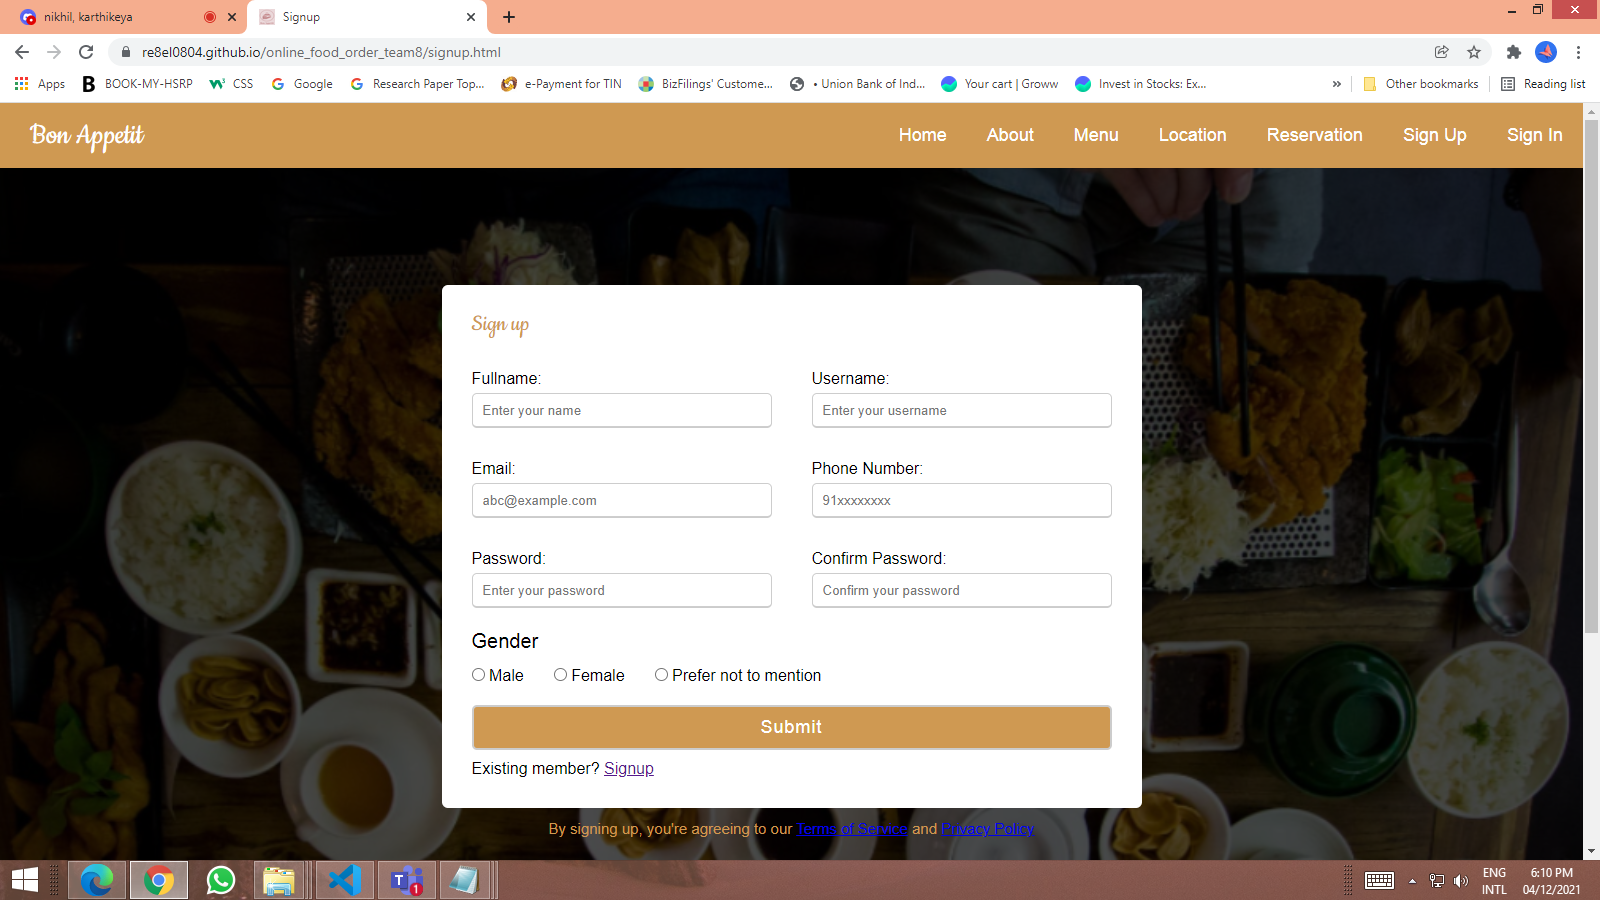 nikhil, karthikeya
Signup
re8el0804.github.io/online_food_order_team8/signup.html
Apps
BOOK-MY-HSRP
CSS
Google
Research Paper Top...
e-Payment for TIN
BizFilings' Custome...
• Union Bank of Ind...
Your cart | Groww
Invest in Stocks: Ex...
»
Other bookmarks
Reading list
Bon Appetit
Home
About
Menu
Location
Reservation
Sign Up
Sign In
Sign up
Fullname:
Username:
Enter your name
Enter your username
Email:
Phone Number:
abc@example.com
91xxxxxxxx
Password:
Confirm Password:
Enter your password
Confirm your password
Gender
Male
Female
Prefer not to mention
Submit
Existing member? Signup
By signing up, you're agreeing to our Terms of Service and Privacy Policy
ENG
INTL
6:10 PM
04/12/2021